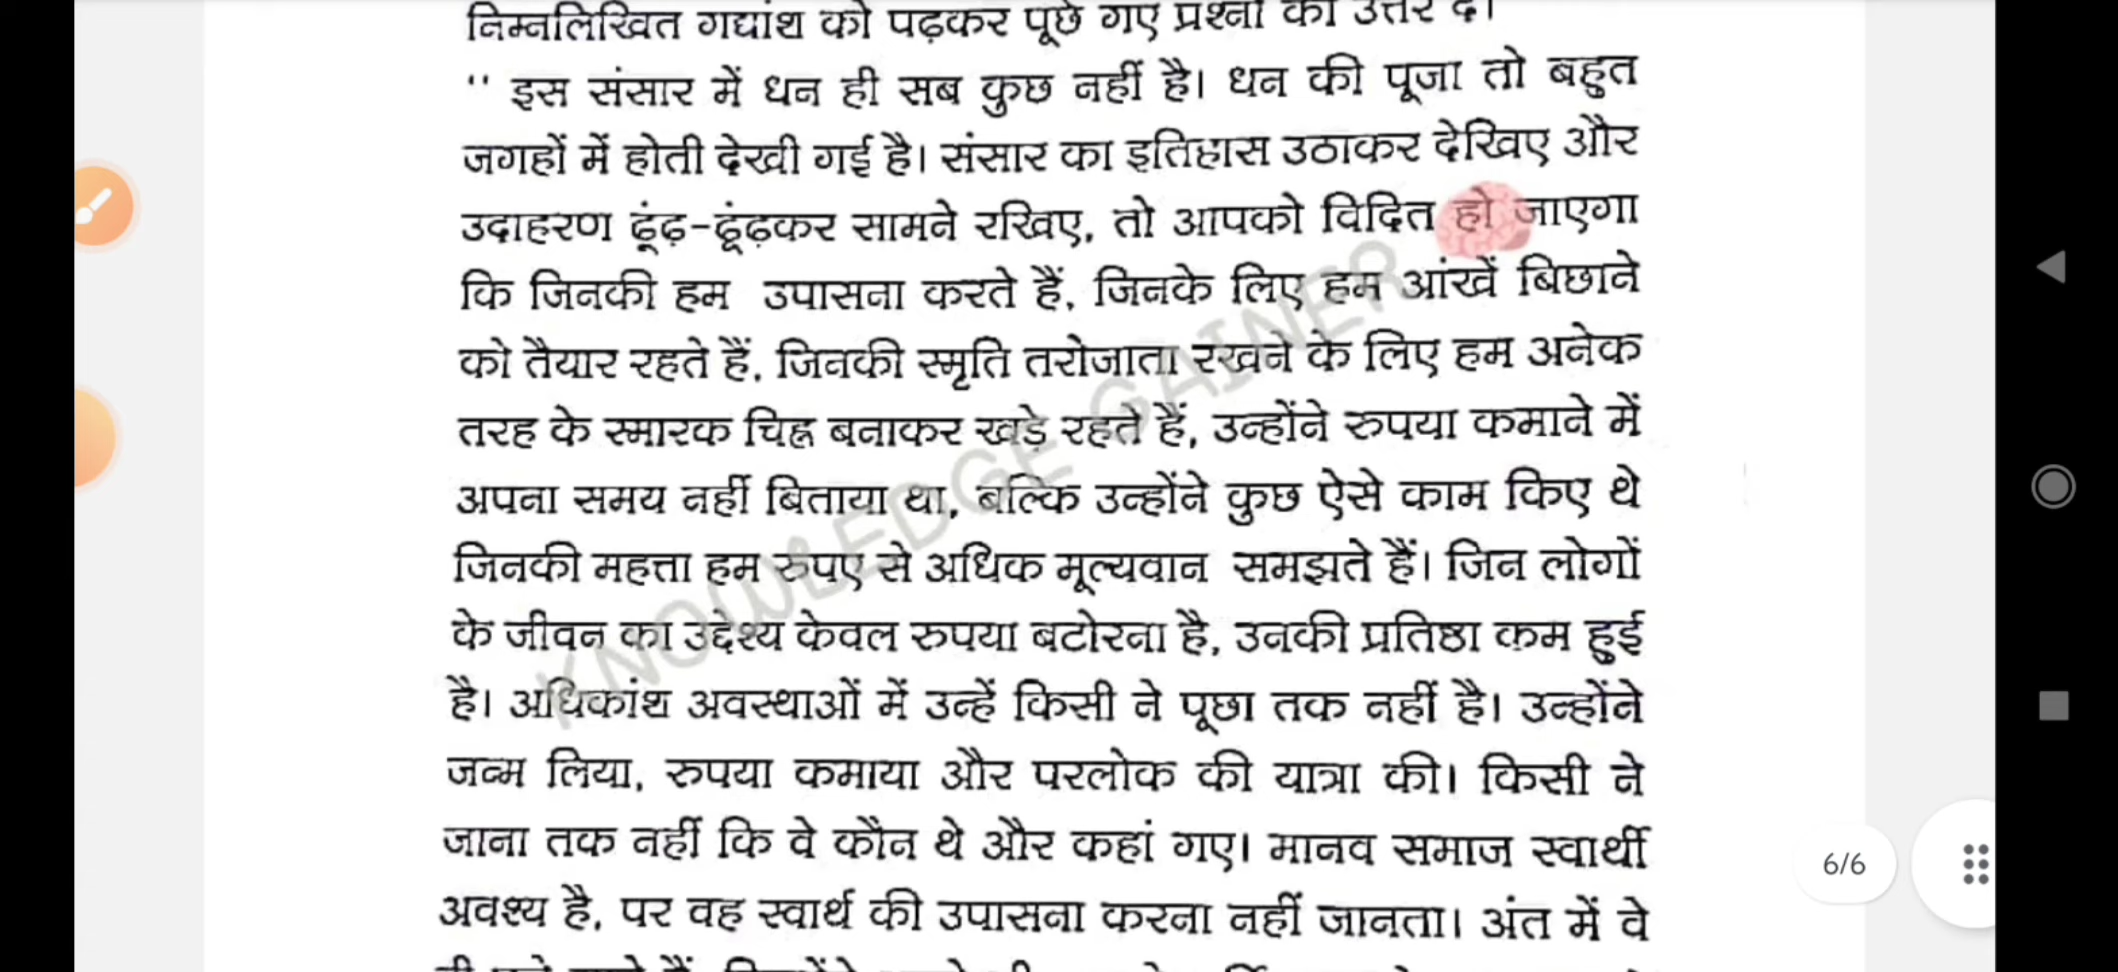 निम्नलिखित गद्यांश को पढ़कर पूछे गए प्रश्नों का उत्तर दें।
" इस संसार में धन ही सब कुछ नहीं है। धन की पूजा तो बहुत
जगहों में होती देखी गई है। संसार का इतिहास उठाकर देखिए और
उदाहरण ढूंढ़-ढूंढ़कर सामने रखिए, तो आपको विदित हो जाएगा
कि जिनकी हम उपासना करते हैं, जिनके लिए हम आंखें बिछाने
को तैयार रहते हैं, जिनकी स्मृति तरोजाता रखने के लिए हम अनेक
तरह के स्मारक चिह्न बनाकर खड़े रहते हैं, उन्होंने रुपया कमाने में
अपना समय नहीं बिताया था, बल्कि उन्होंने कुछ ऐसे काम किए थे
जिनकी महत्ता हम रुपए से अधिक मूल्यवान समझते हैं। जिन लोगों
के जीवन का उद्देश्य केवल रुपया बटोरना है, उनकी प्रतिष्ठा कम हुई
है। अधिकांश अवस्थाओं में उन्हें किसी ने पूछा तक नहीं है। उन्होंने
जन्म लिया, रुपया कमाया और परलोक की यात्रा की। किसी ने
जाना तक नहीं कि वे कौन थे और कहां गए। मानव समाज स्वार्थी
अवश्य है, पर वह स्वार्थ की उपासना करना नहीं जानता। अंत में वे
KNOWLEDGE GAINER
6/6